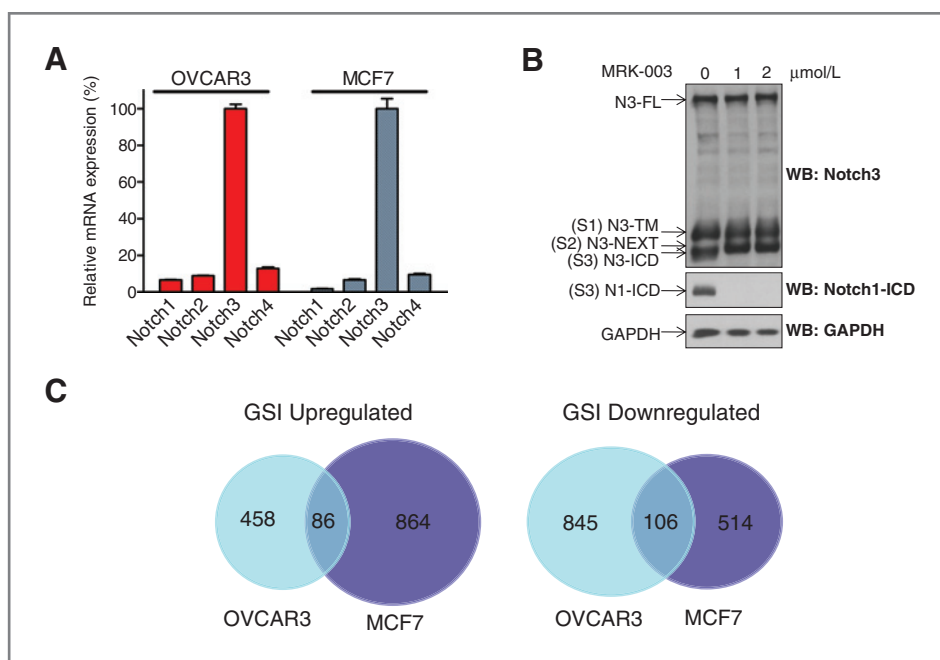 A
OVCAR3 MCF7
Relative mRNA expression (%)
100
80
60
40
20
0
Notch1 Notch2 Notch3 Notch4 Notch1 Notch2 Notch3 Notch4
B
MRK-003 0 1 2 μmol/L
N3-FL
WB: Notch3
(S1) N3-TM
(S2) N3-NEXT
(S3) N3-ICD
(S3) N1-ICD WB: Notch1-ICD
GAPDH WB: GAPDH
C
GSI Upregulated GSI Downregulated
458 86 864 845 106 514
OVCAR3 MCF7 OVCAR3 MCF7